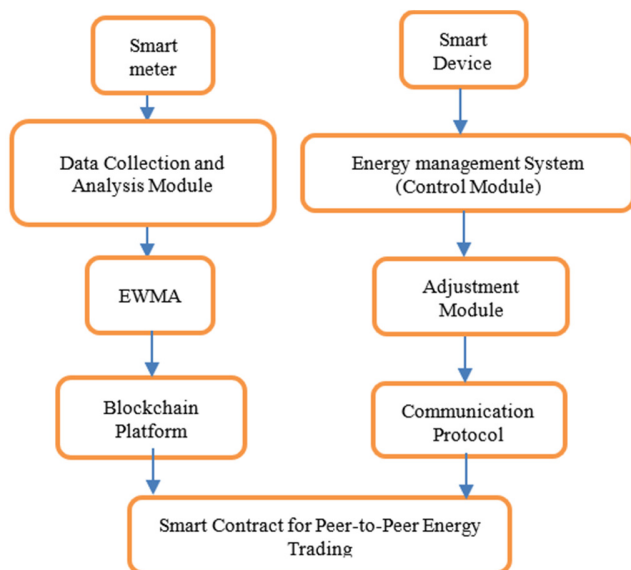 Smart
meter
Smart
Device
Data Collection and
Analysis Module
Energy management System
(Control Module)
EWMA
Adjustment
Module
Blockchain
Platform
Communication
Protocol
Smart Contract for Peer-to-Peer Energy
Trading